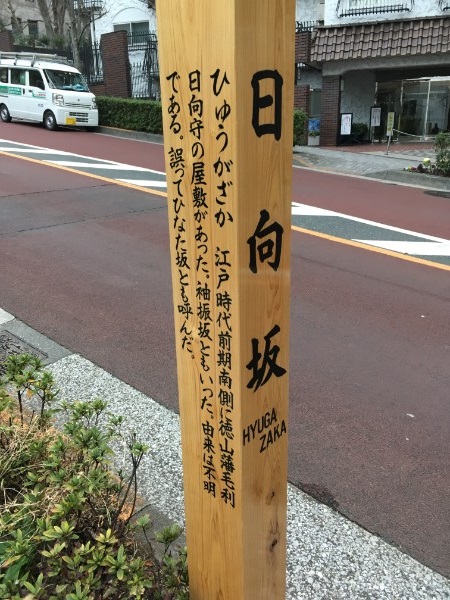 日向坂
HYUGA
ZAKA
ひゅうがざか 江戸時代前期南側に徳山藩毛利
日向守の屋敷があった。袖振坂ともいった。由来は不明
である。誤ってひなた坂とも呼んだ。